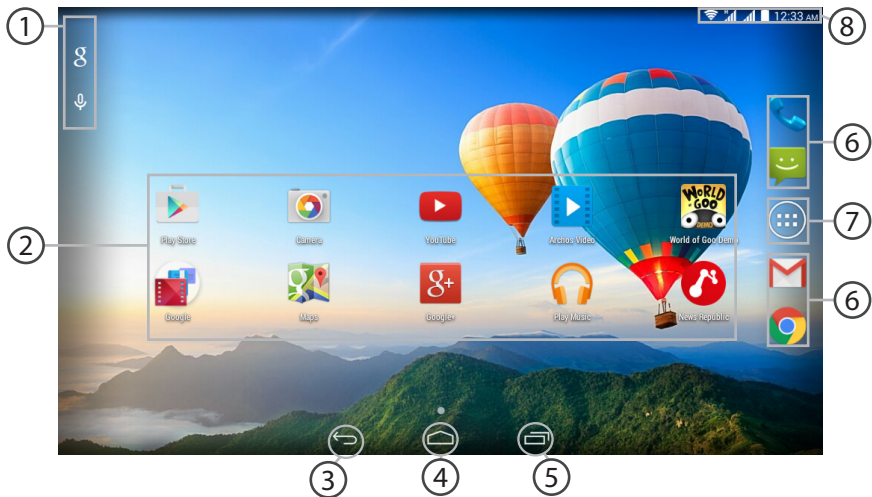 1
8
12:33 AM
g
6
2
Play Store
Camera
YouTube
Archos Video
WORLD OF GOO DEMO
World of Goo Demo
7
Google
g
Maps
g+
Google+
Play Music
News Republic
6
3
4
5